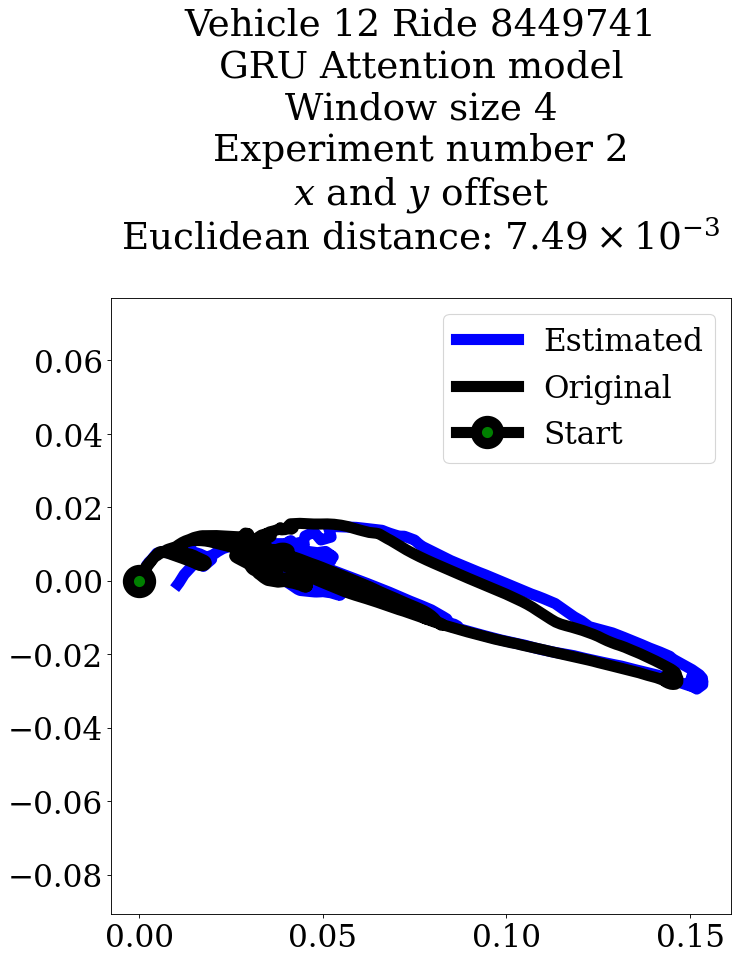 Vehicle 12 Ride 8449741
GRU Attention model
Window size 4
Experiment number 2
x and y offset
Euclidean distance: 7.49 × 10⁻³
Estimated
Original
Start
0.06
0.04
0.02
0.00
−0.02
−0.04
−0.06
−0.08
0.00 0.05 0.10 0.15